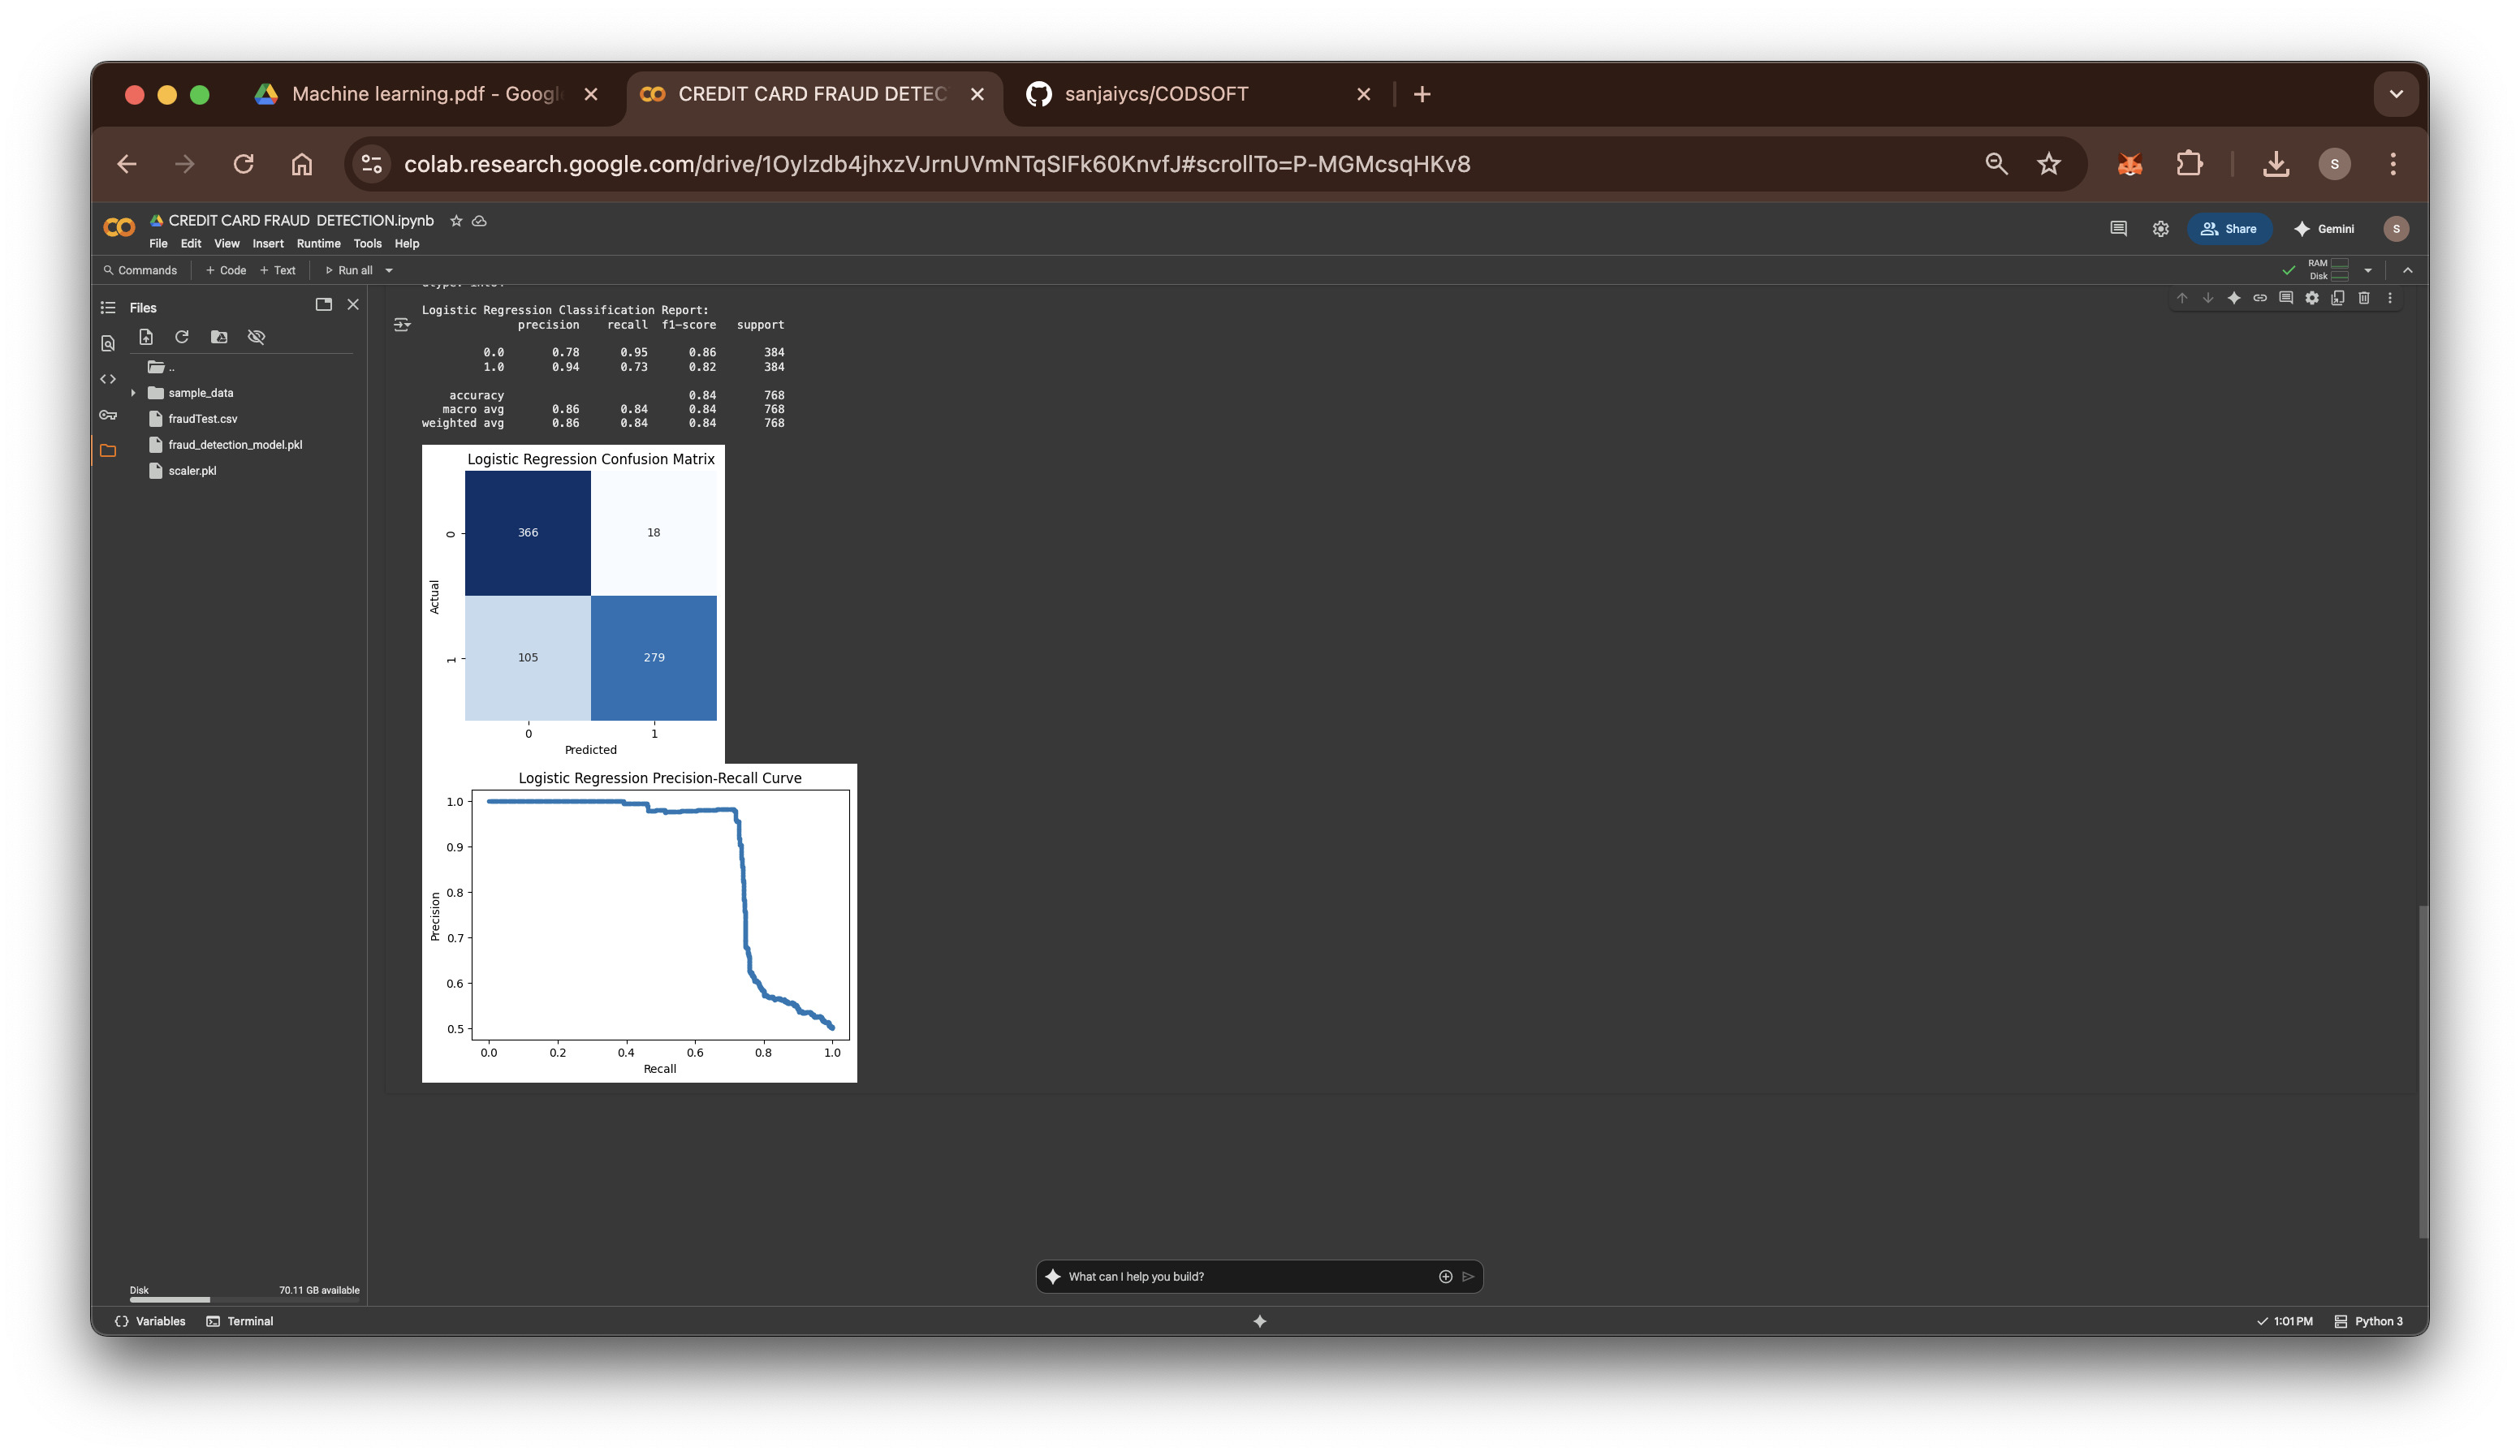 Machine learning.pdf - Googl
CREDIT CARD FRAUD DETEC
sanjaiycs/CODSOFT
colab.research.google.com/drive/1Oylzdb4jhxzVJrnUVmNTqSIFk60KnvfJ#scrollTo=P-MGMcsqHKv8
S
CREDIT CARD FRAUD  DETECTION.ipynb
File Edit View Insert Runtime Tools Help
Share
Gemini
S
Commands
+ Code + Text
Run all
RAM
Disk
Files
..
sample_data
fraudTest.csv
fraud_detection_model.pkl
scaler.pkl
Disk
70.11 GB available
Logistic Regression Classification Report:
precision recall f1-score support
0.0 0.78 0.95 0.86 384
1.0 0.94 0.73 0.82 384
accuracy 0.84 768
macro avg 0.86 0.84 0.84 768
weighted avg 0.86 0.84 0.84 768
Logistic Regression Confusion Matrix
0
366 18
Actual
1
105 279
0 1
Predicted
Logistic Regression Precision-Recall Curve
1.0
0.9
0.8
0.7
0.6
0.5
Precision
0.0 0.2 0.4 0.6 0.8 1.0
Recall
What can I help you build?
Variables
Terminal
1:01 PM
Python 3